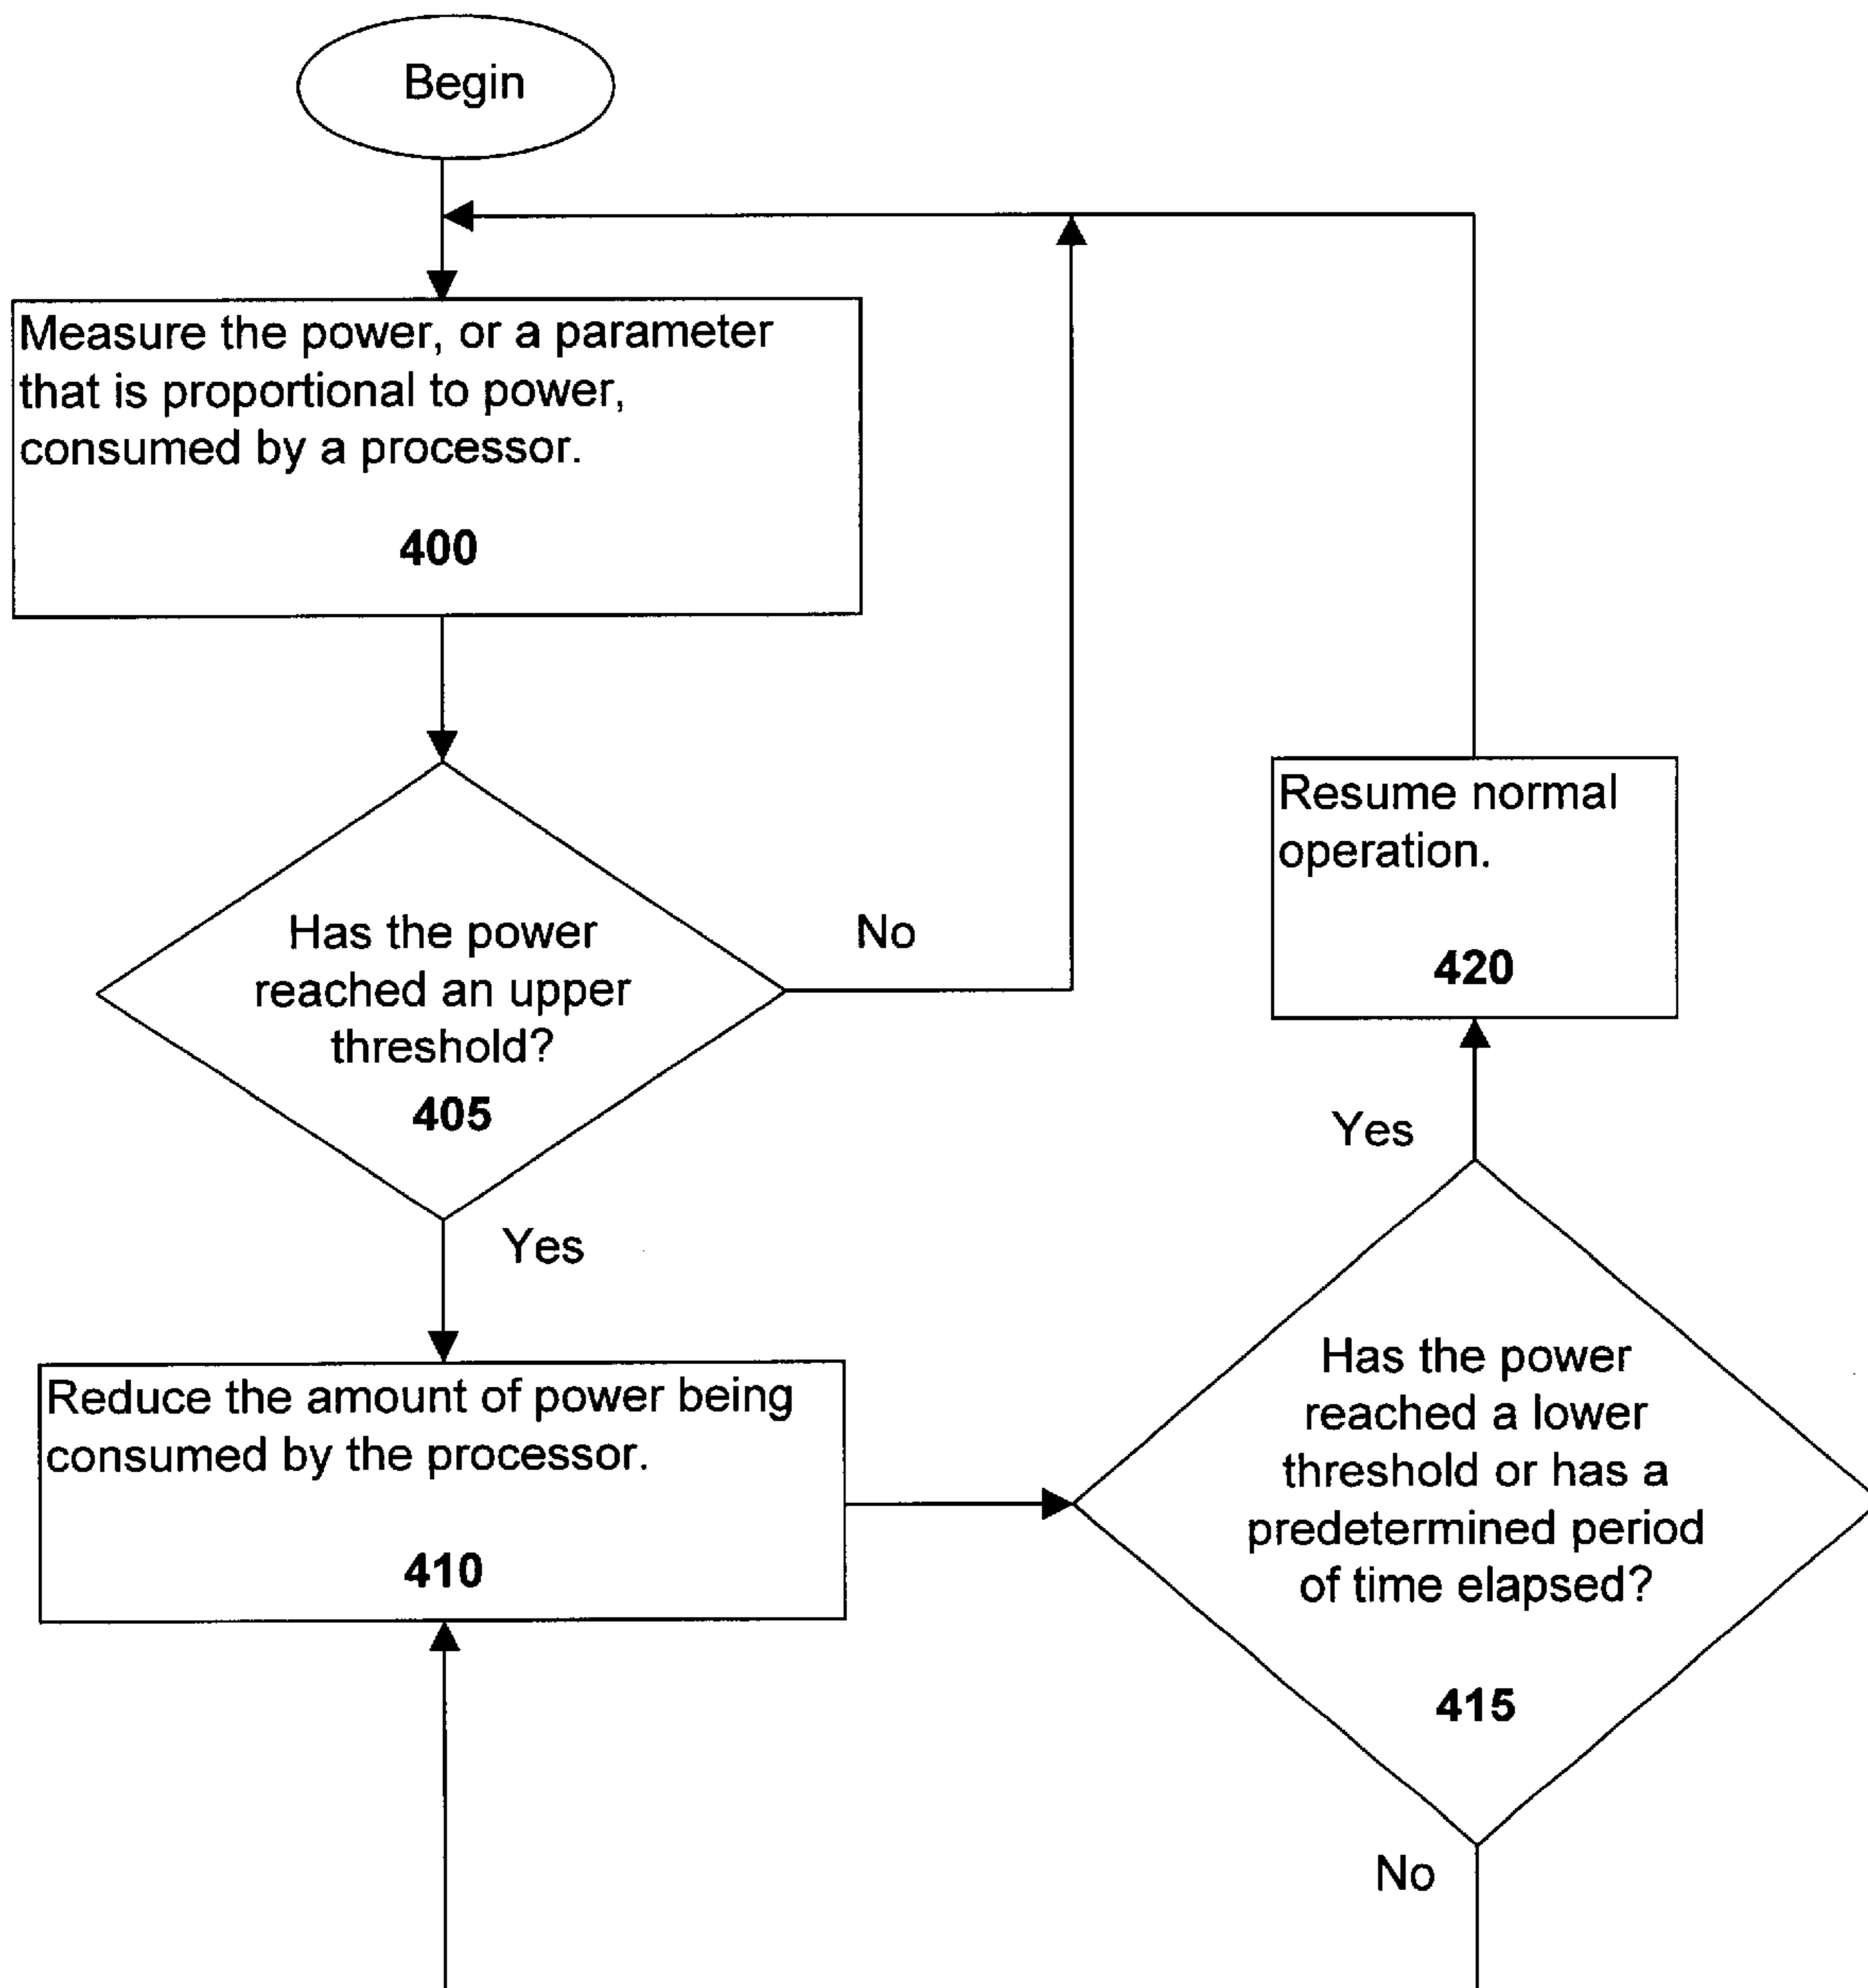 Begin
Measure the power, or a parameter
that is proportional to power,
consumed by a processor.
400
Has the power
reached an upper
threshold?
405
No
Yes
Reduce the amount of power being
consumed by the processor.
410
Resume normal
operation.
420
Yes
Has the power
reached a lower
threshold or has a
predetermined period
of time elapsed?
415
No